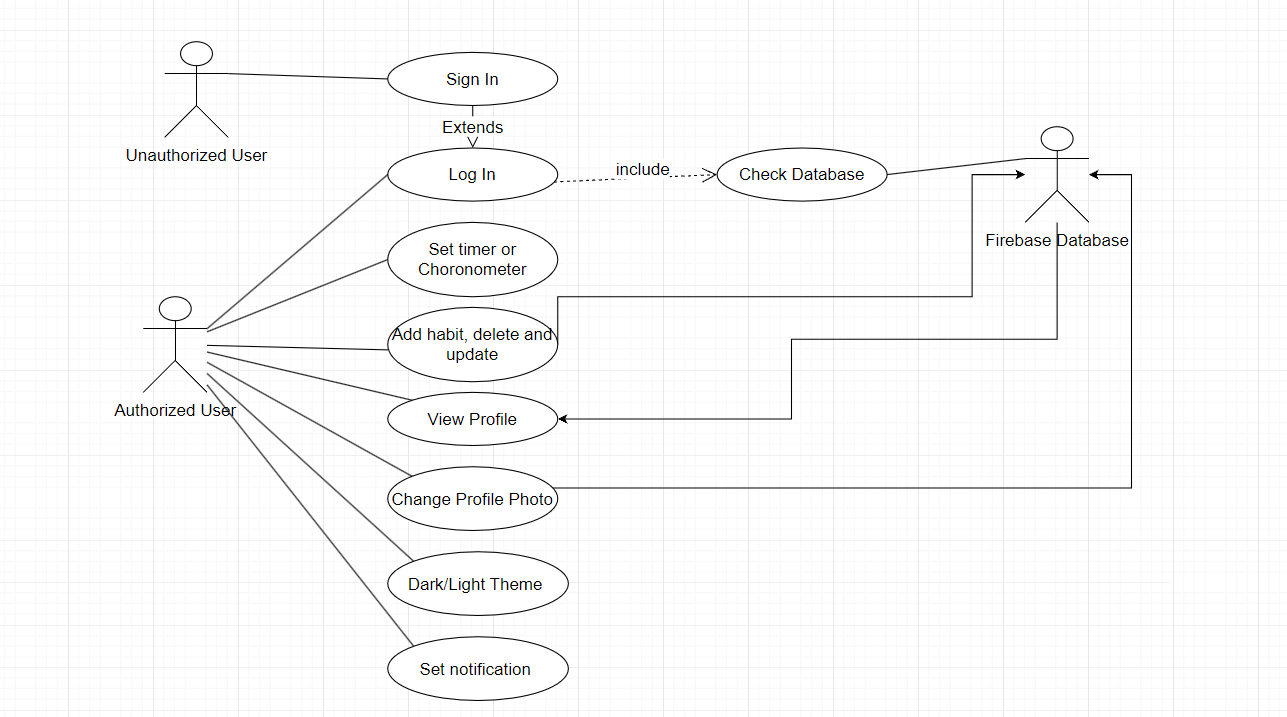 Sign In
Extends
Unauthorized User
Log In
include
Check Database
Firebase Database
Set timer or
Choronometer
Add habit, delete and
update
Authorized User
View Profile
Change Profile Photo
Dark/Light Theme
Set notification